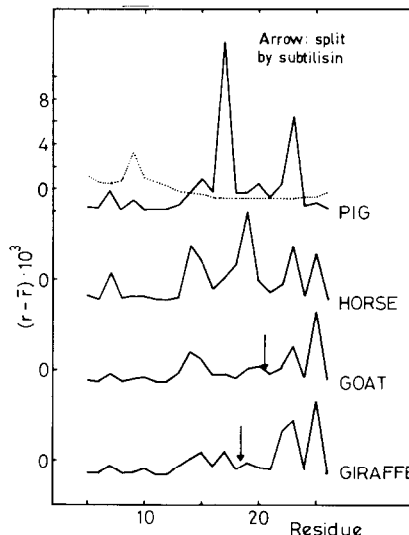 Arrow: split
by subtilisin
8
4
0
PIG
0
HORSE
0
GOAT
0
GIRAFFE
(r - r̄) · 10³
10
20
Residue